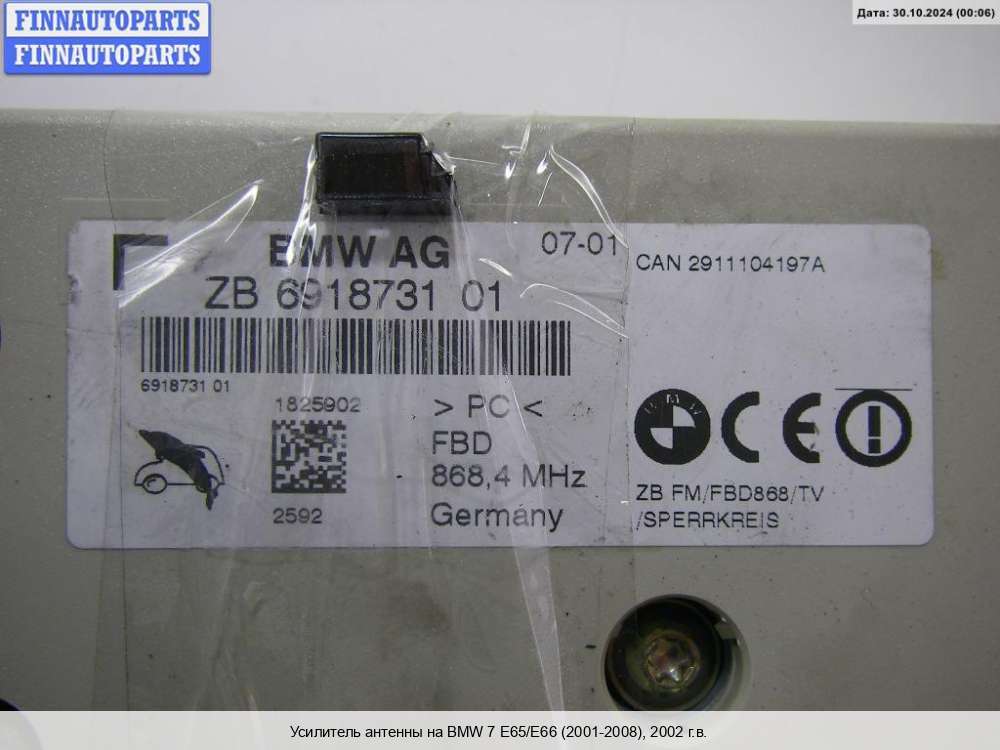 FINNAUTOPARTS
FINNAUTOPARTS
Дата: 30.10.2024 (00:06)
BMW AG
07-01
ZB 6918731 01
CAN 2911104197A
6918731 01
1825902
> PC <
FBD
868,4 MHz
2592
Germany
BMW
CE
ZB FM/FBD868/TV
/SPERRKREIS
Усилитель антенны на BMW 7 E65/E66 (2001-2008), 2002 г.в.